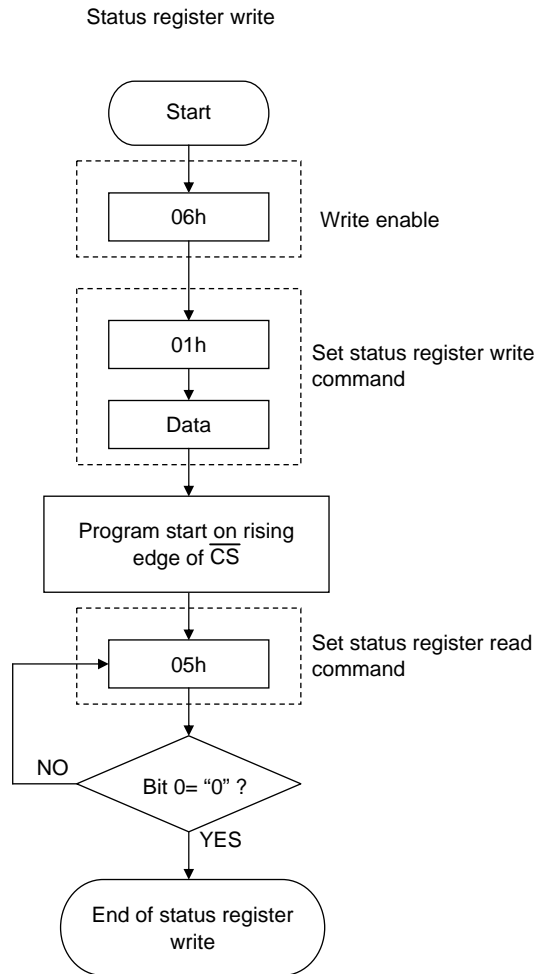 Status register write
Start
06h
Write enable
01h
Set status register write
command
Data
Program start on rising
edge of C̅S̅
Set status register read
command
05h
NO
Bit 0= “0” ?
YES
End of status register
write